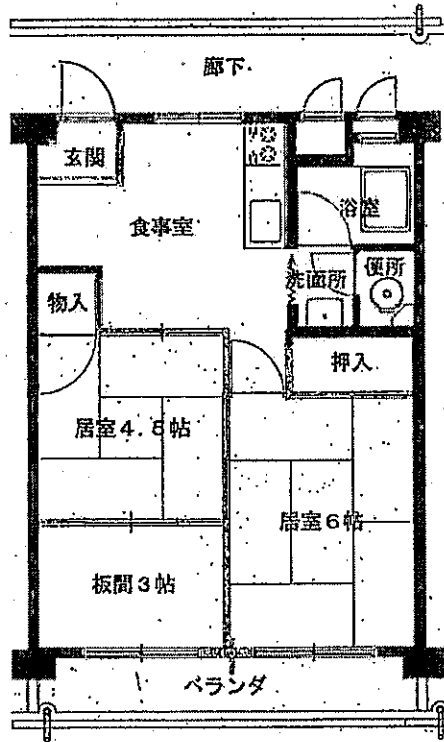 廊下
玄関
浴室
食事室
洗面所
便所
物入
押入
居室4.5帖
居室6帖
板間3帖
ベランダ